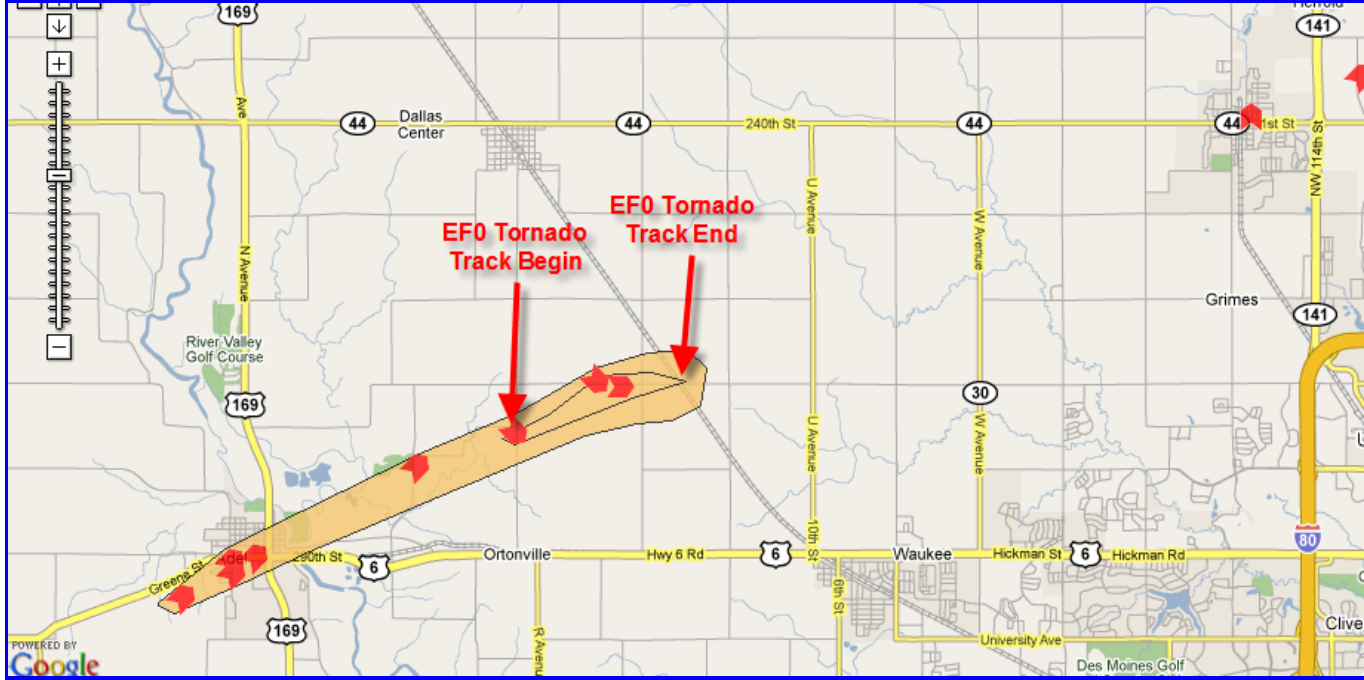 169
Herrold
141
Ave
44
Dallas
Center
44
240th St
44
44
1st St
NW 114th St
U Avenue
W Avenue
N Avenue
EF0 Tornado
Track Begin
EF0 Tornado
Track End
Grimes
141
River Valley
Golf Course
169
30
U Avenue
W Avenue
Adel
290th St
6
Ortonville
Hwy 6 Rd
6
10th St
Waukee
Hickman St
6
Hickman Rd
80
Greene St
6th St
169
R Avenu
University Ave
Clive
Des Moines Golf
POWERED BY
Google